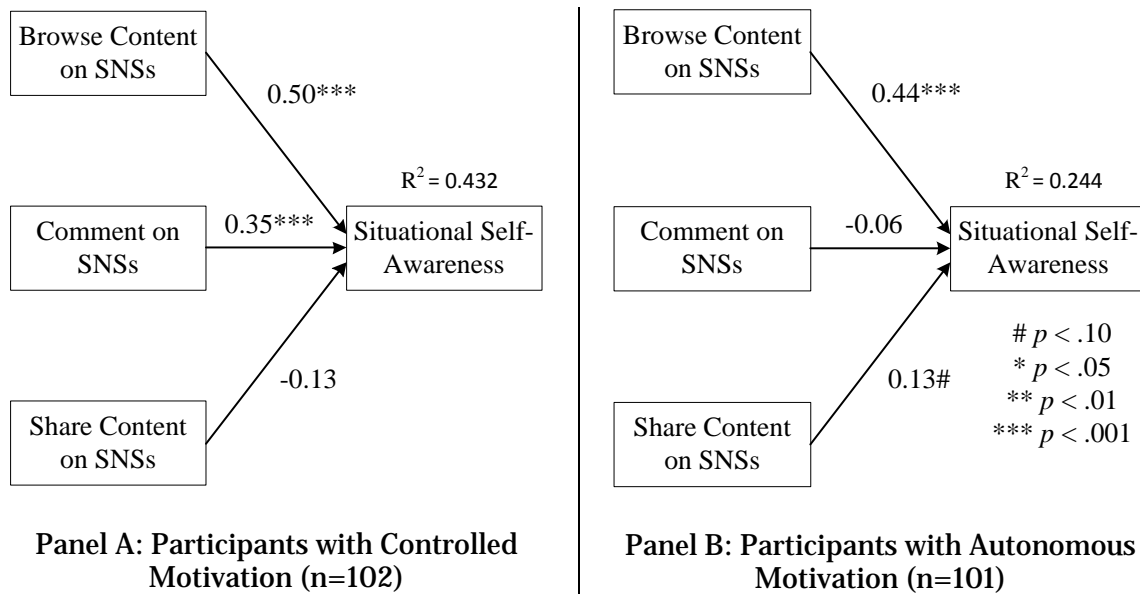 Browse Content
on SNSs
0.50***
R² = 0.432
Comment on
SNSs
0.35***
Situational Self-
Awareness
-0.13
Share Content
on SNSs
Panel A: Participants with Controlled
Motivation (n=102)
Browse Content
on SNSs
0.44***
R² = 0.244
Comment on
SNSs
-0.06
Situational Self-
Awareness
# p < .10
* p < .05
** p < .01
*** p < .001
0.13#
Share Content
on SNSs
Panel B: Participants with Autonomous
Motivation (n=101)